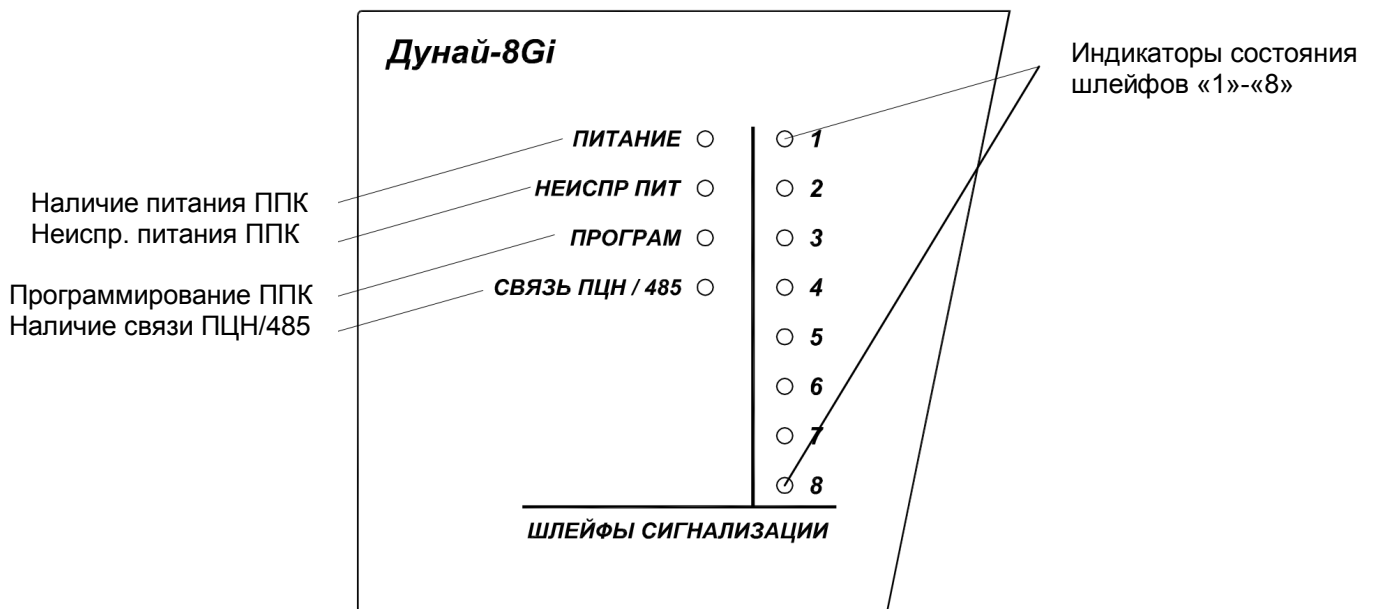 Дунай-8Gi
Индикаторы состояния
шлейфов «1»-«8»
ПИТАНИЕ
1
НЕИСПР ПИТ
2
Наличие питания ППК
Неиспр. питания ППК
ПРОГРАМ
3
СВЯЗЬ ПЦН / 485
4
Программирование ППК
Наличие связи ПЦН/485
5
6
7
8
ШЛЕЙФЫ СИГНАЛИЗАЦИИ